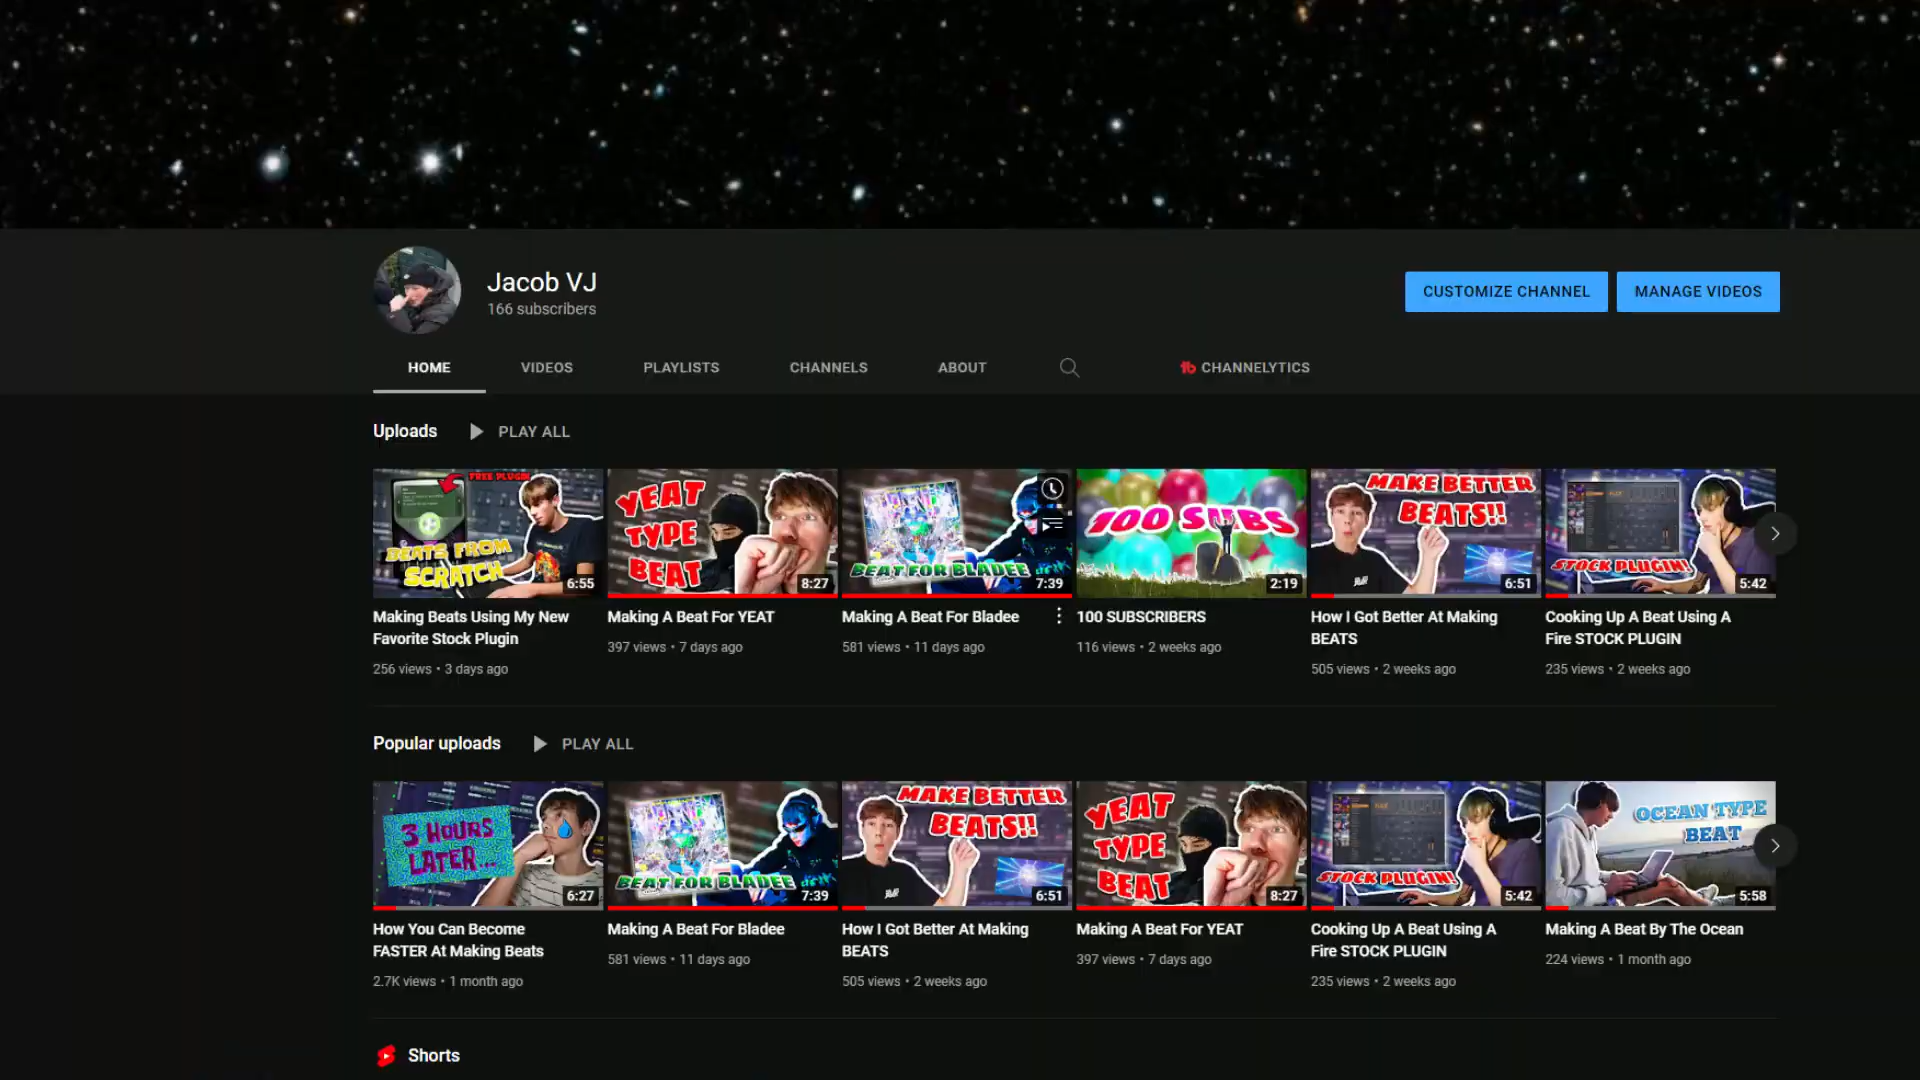 Jacob VJ
166 subscribers
CUSTOMIZE CHANNEL
MANAGE VIDEOS
HOME
VIDEOS
PLAYLISTS
CHANNELS
ABOUT
CHANNELYTICS
Uploads
PLAY ALL
FREE PLUGIN
BEATS FROM
SCRATCH
6:55
YEAT
TYPE
BEAT
8:27
BEAT FOR BLADEE
7:39
100 SUBS
2:19
MAKE BETTER
BEATS!!
6:51
STOCK PLUGIN!
5:42
Making Beats Using My New
Favorite Stock Plugin
256 views • 3 days ago
Making A Beat For YEAT
397 views • 7 days ago
Making A Beat For Bladee
581 views • 11 days ago
100 SUBSCRIBERS
116 views • 2 weeks ago
How I Got Better At Making
BEATS
505 views • 2 weeks ago
Cooking Up A Beat Using A
Fire STOCK PLUGIN
235 views • 2 weeks ago
Popular uploads
PLAY ALL
3 HOURS
LATER...
6:27
BEAT FOR BLADEE
7:39
MAKE BETTER
BEATS!!
6:51
YEAT
TYPE
BEAT
8:27
STOCK PLUGIN!
5:42
OCEAN TYPE
BEAT
5:58
How You Can Become
FASTER At Making Beats
2.7K views • 1 month ago
Making A Beat For Bladee
581 views • 11 days ago
How I Got Better At Making
BEATS
505 views • 2 weeks ago
Making A Beat For YEAT
397 views • 7 days ago
Cooking Up A Beat Using A
Fire STOCK PLUGIN
235 views • 2 weeks ago
Making A Beat By The Ocean
224 views • 1 month ago
Shorts